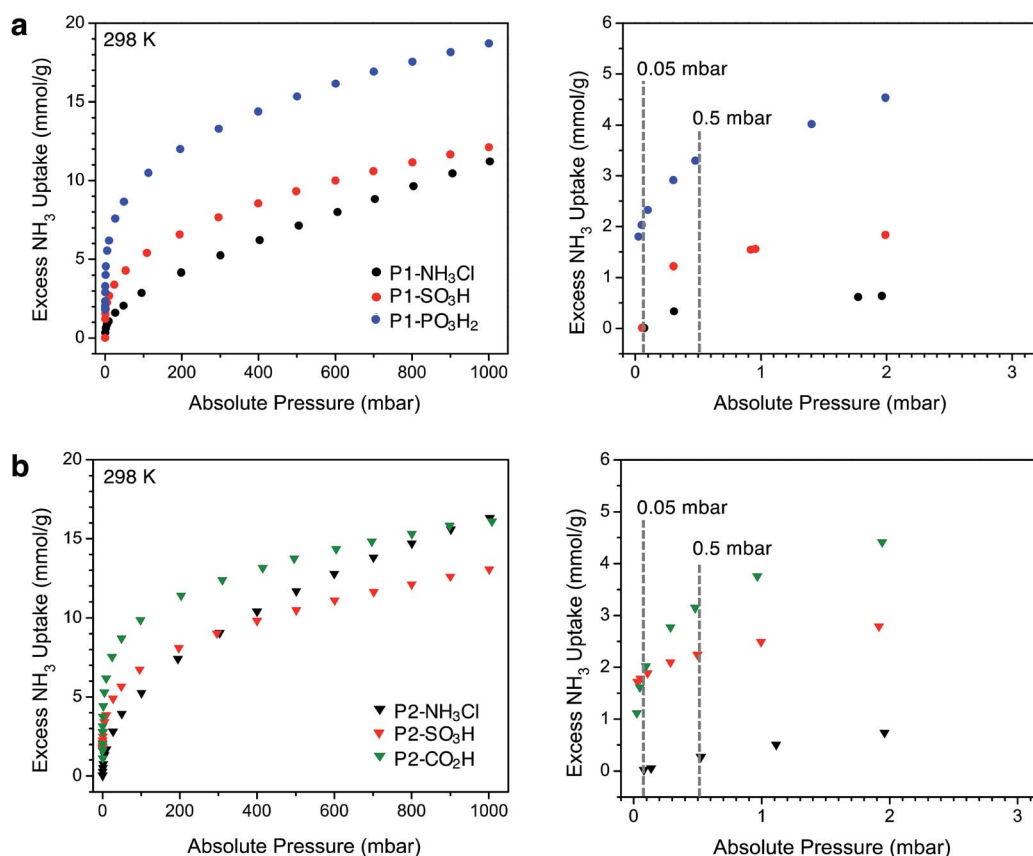 a
298 K
Excess NH₃ Uptake (mmol/g)
20
15
10
5
0
P1-NH₃Cl
P1-SO₃H
P1-PO₃H₂
0 200 400 600 800 1000
Absolute Pressure (mbar)
Excess NH₃ Uptake (mmol/g)
6
5
4
3
2
1
0
0.05 mbar
0.5 mbar
0 1 2 3
Absolute Pressure (mbar)
b
298 K
Excess NH₃ Uptake (mmol/g)
20
15
10
5
0
P2-NH₃Cl
P2-SO₃H
P2-CO₂H
0 200 400 600 800 1000
Absolute Pressure (mbar)
Excess NH₃ Uptake (mmol/g)
6
5
4
3
2
1
0
0.05 mbar
0.5 mbar
0 1 2 3
Absolute Pressure (mbar)